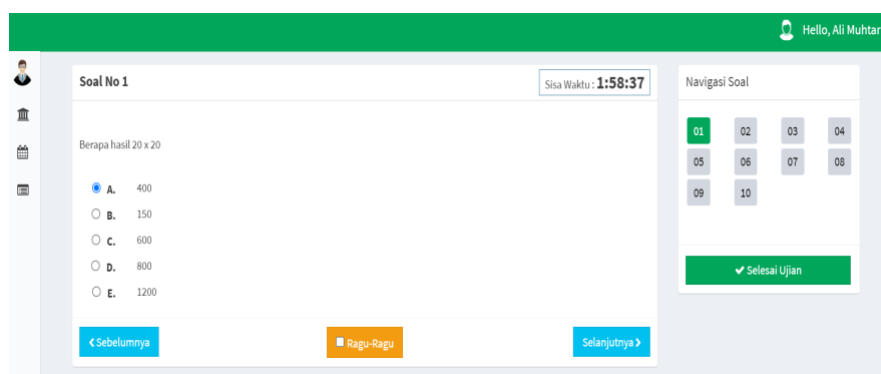 Hello, Ali Muhtar
Soal No 1
Sisa Waktu : 1:58:37
Berapa hasil 20 x 20
A. 400
B. 150
C. 600
D. 800
E. 1200
Sebelumnya
Ragu-Ragu
Selanjutnya
Navigasi Soal
01 02 03 04
05 06 07 08
09 10
Selesai Ujian